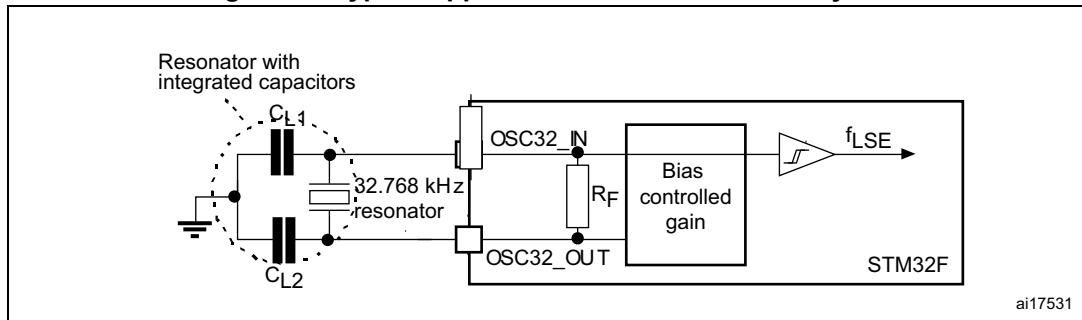 Resonator with
integrated capacitors
CL1
OSC32_IN
fLSE
32.768 kHz
resonator
RF
Bias
controlled
gain
OSC32_OUT
CL2
STM32F
ai17531